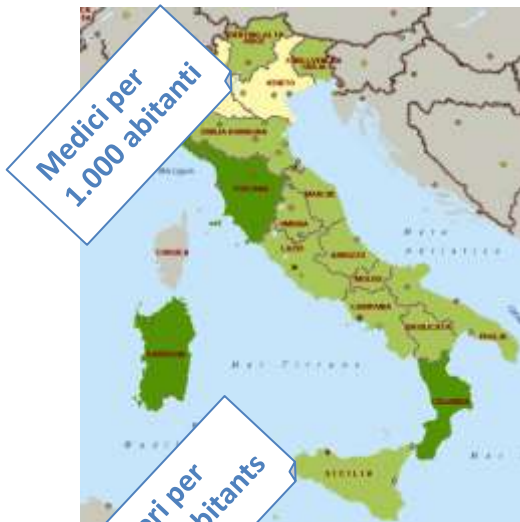 Medici per
1.000 abitanti
VENETO
EMILIA ROMAGNA
TOSCANA
MARCHE
UMBRIA
LAZIO
ABRUZZO
MOLISE
CAMPANIA
BASILICATA
PUGLIA
CORSICA
SARDEGNA
Mar Tirreno
Mare
Adriatico
CALABRIA
SICILIA
ri per
bitants